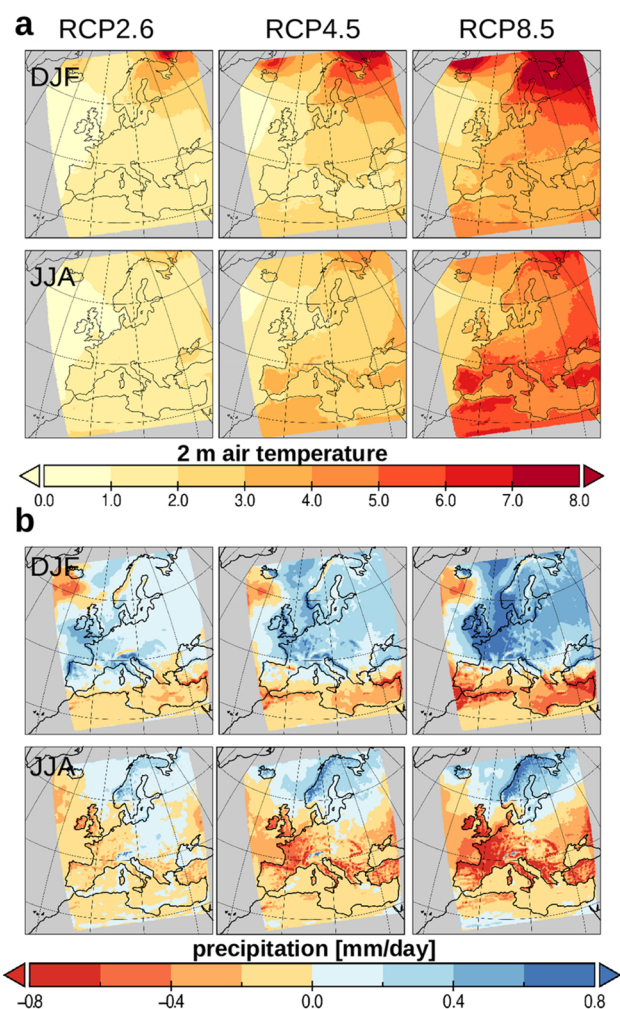 a RCP2.6 RCP4.5 RCP8.5
DJF
JJA
2 m air temperature
0.0 1.0 2.0 3.0 4.0 5.0 6.0 7.0 8.0
b
DJF
JJA
precipitation [mm/day]
−0.8 −0.4 0.0 0.4 0.8